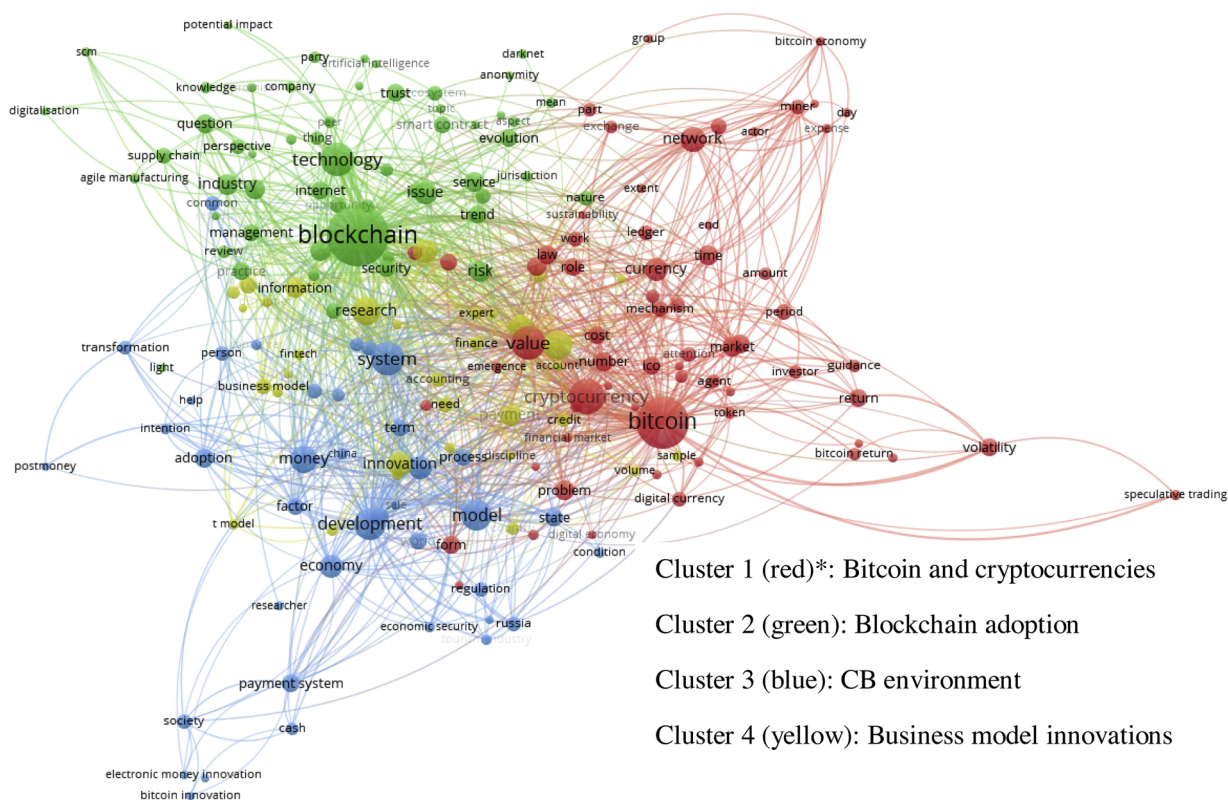 potential impact
group
bitcoin economy
scm
party
artificial intelligence
darknet
anonymity
knowledge
company
trust
ecosystem
mean
miner
digitalisation
topic
part
day
question
peer
smart contract
aspect
exchange
actor
expense
thing
evolution
network
supply chain
perspective
technology
agile manufacturing
industry
internet
issue
service
jurisdiction
extent
common
opportunity
nature
trend
sustainability
management
blockchain
work
ledger
end
review
law
time
practice
security
risk
role
currency
amount
information
research
expert
mechanism
period
transformation
person
fintech
system
finance
value
cost
market
light
emergence
account
number
ico
attention
investor
guidance
business model
accounting
agent
help
need
cryptocurrency
return
payment
credit
token
intention
term
financial market
bitcoin
postmoney
adoption
money
china
innovation
process
discipline
sample
volume
bitcoin return
volatility
factor
sale
problem
digital currency
speculative trading
t model
development
model
state
form
digital economy
condition
economy
researcher
regulation
economic security
russia
tourism industry
payment system
society
cash
electronic money innovation
bitcoin innovation
Cluster 1 (red)*: Bitcoin and cryptocurrencies
Cluster 2 (green): Blockchain adoption
Cluster 3 (blue): CB environment
Cluster 4 (yellow): Business model innovations